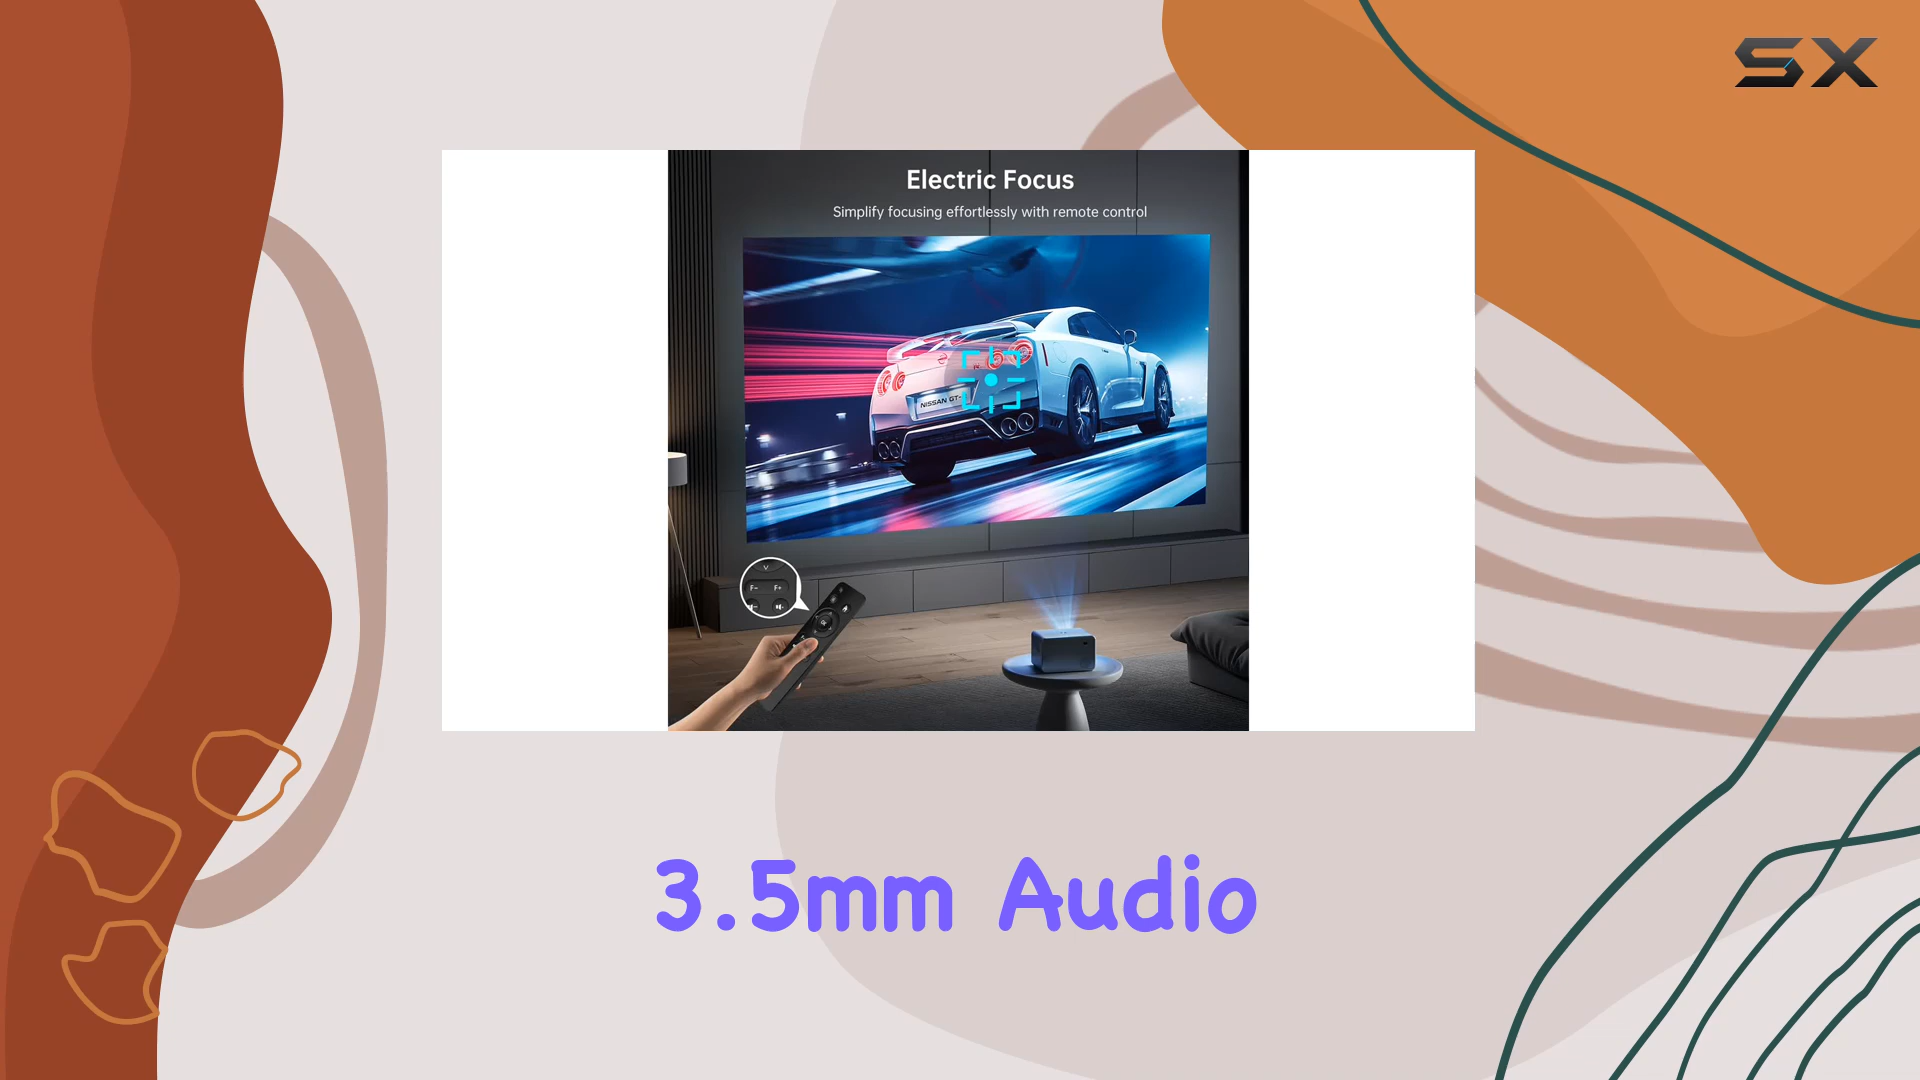 SX
Electric Focus
Simplify focusing effortlessly with remote control
NISSAN GT-
F- F+
3.5mm Audio